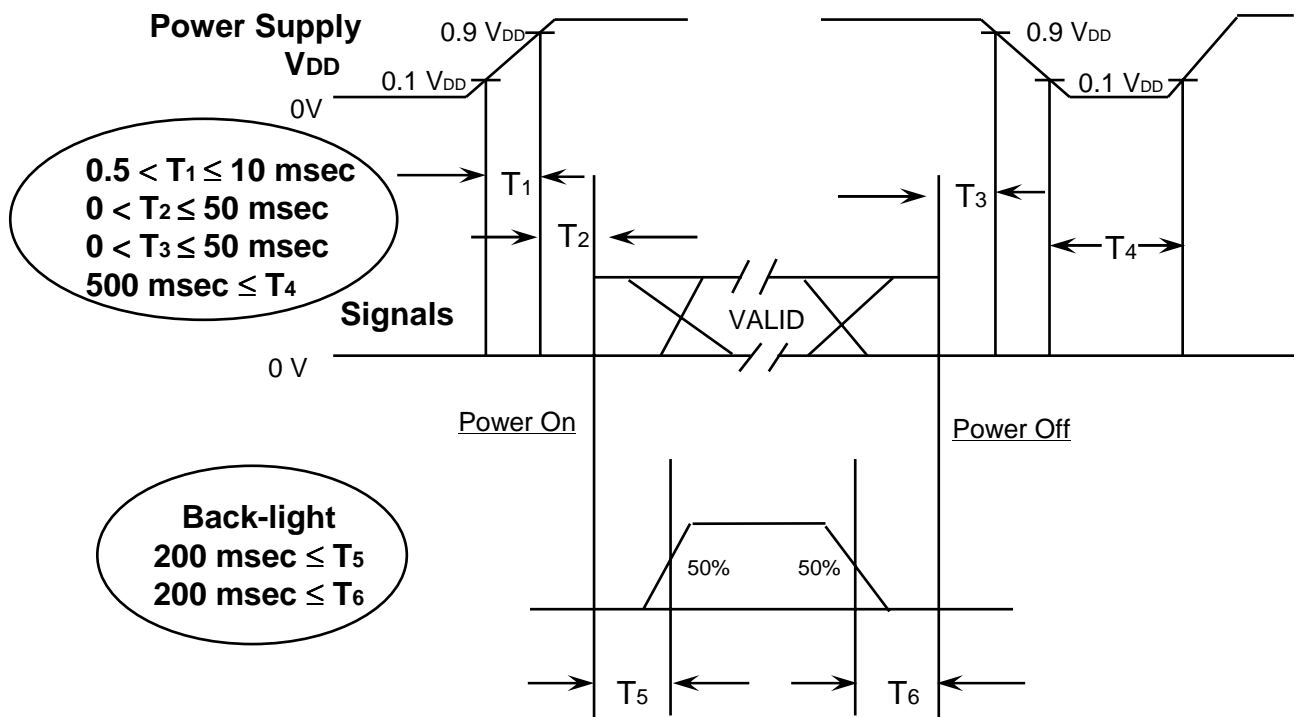 Power Supply
VDD
0.9 VDD
0.1 VDD
0V
0.9 VDD
0.1 VDD
0.5 < T1 ≤ 10 msec
0 < T2 ≤ 50 msec
0 < T3 ≤ 50 msec
500 msec ≤ T4
T1
T2
T3
T4
Signals
VALID
0 V
Power On
Power Off
Back-light
200 msec ≤ T5
200 msec ≤ T6
50%
50%
T5
T6